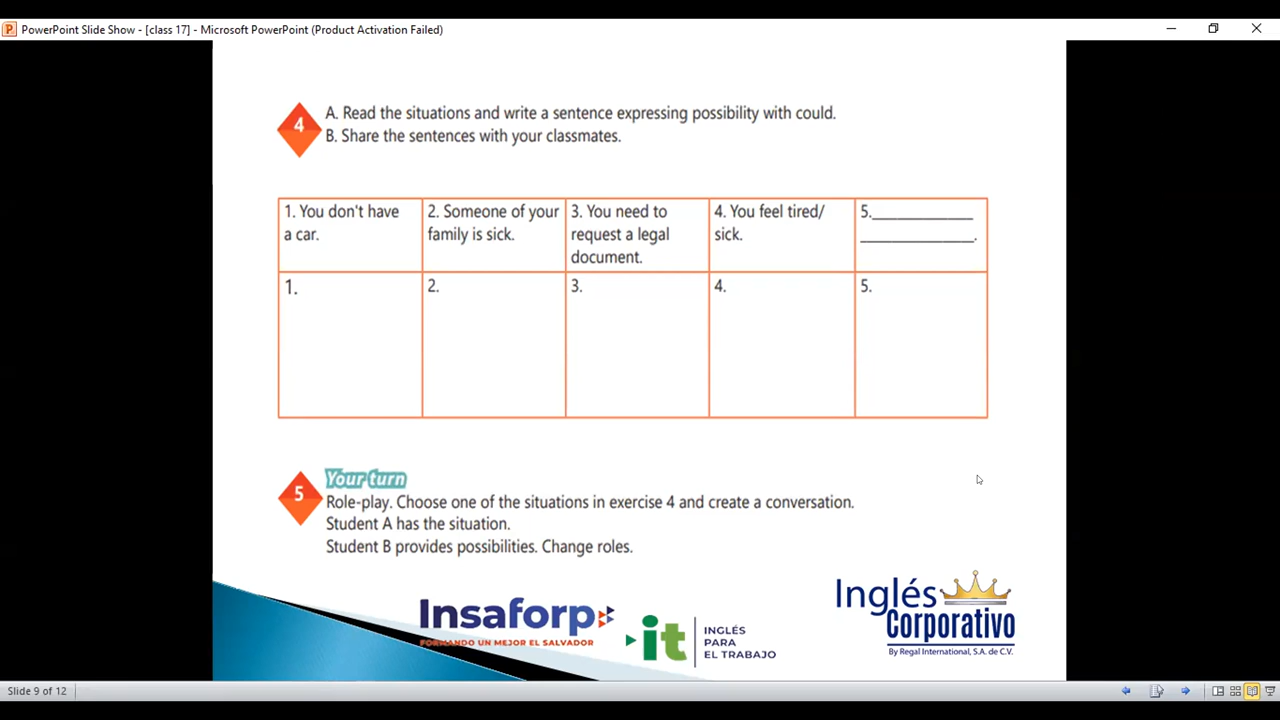 PowerPoint Slide Show - [class 17] - Microsoft PowerPoint (Product Activation Failed)
4
A. Read the situations and write a sentence expressing possibility with could.
B. Share the sentences with your classmates.
1. You don't have
a car.
2. Someone of your
family is sick.
3. You need to
request a legal
document.
4. You feel tired/
sick.
5.____________
______________.
1.
2.
3.
4.
5.
5
Your turn
Role-play. Choose one of the situations in exercise 4 and create a conversation.
Student A has the situation.
Student B provides possibilities. Change roles.
Insaforp
FORMANDO UN MEJOR EL SALVADOR
it
INGLÉS
PARA
EL TRABAJO
Inglés
Corporativo
By Regal International, S.A. de C.V.
Slide 9 of 12